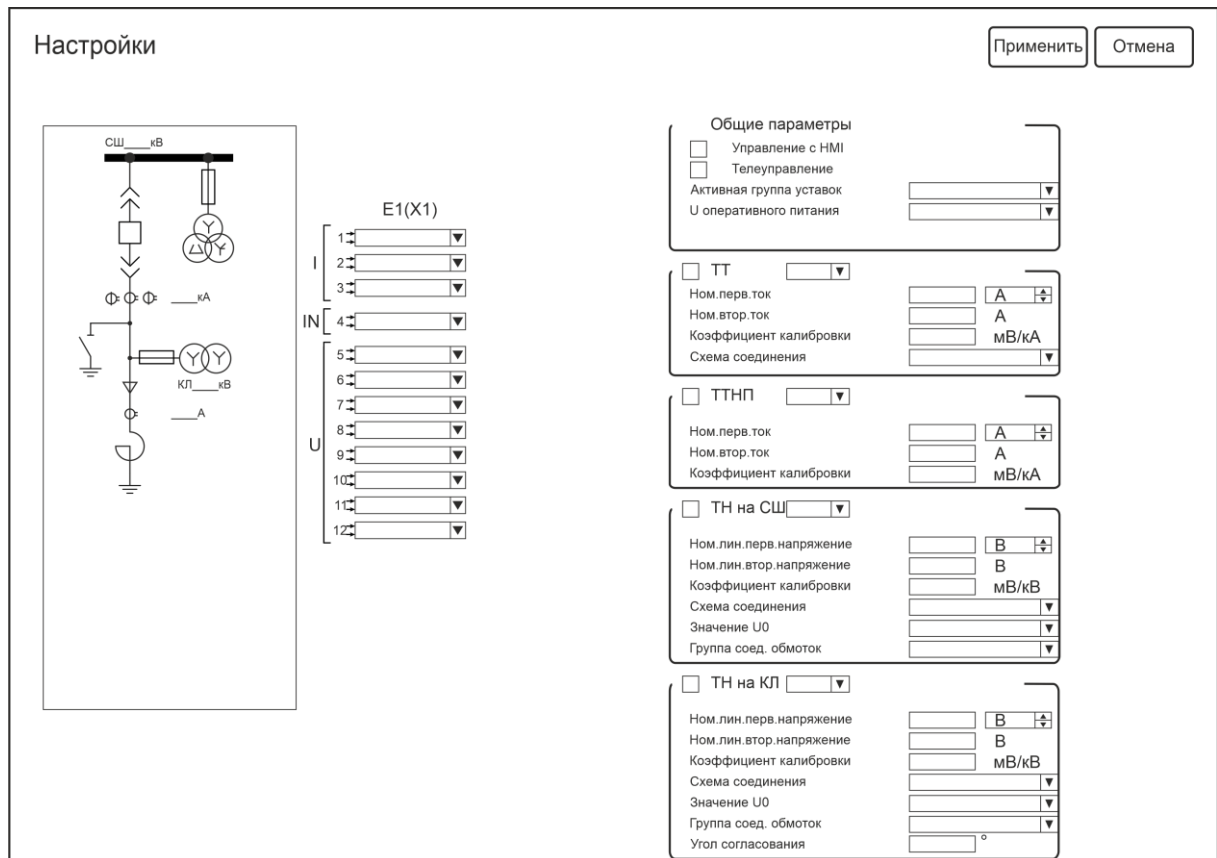 Настройки
Применить
Отмена
СШ____кВ
____кА
КЛ____кВ
____А
E1(X1)
I
1
2
3
IN
4
U
5
6
7
8
9
10
11
12
Общие параметры
Управление с HMI
Телеуправление
Активная группа уставок
U оперативного питания
ТТ
Ном.перв.ток
А
Ном.втор.ток
А
Коэффициент калибровки
мВ/кА
Схема соединения
ТТНП
Ном.перв.ток
А
Ном.втор.ток
А
Коэффициент калибровки
мВ/кА
ТН на СШ
Ном.лин.перв.напряжение
В
Ном.лин.втор.напряжение
В
Коэффициент калибровки
мВ/кВ
Схема соединения
Значение U0
Группа соед. обмоток
ТН на КЛ
Ном.лин.перв.напряжение
В
Ном.лин.втор.напряжение
В
Коэффициент калибровки
мВ/кВ
Схема соединения
Значение U0
Группа соед. обмоток
Угол согласования
°